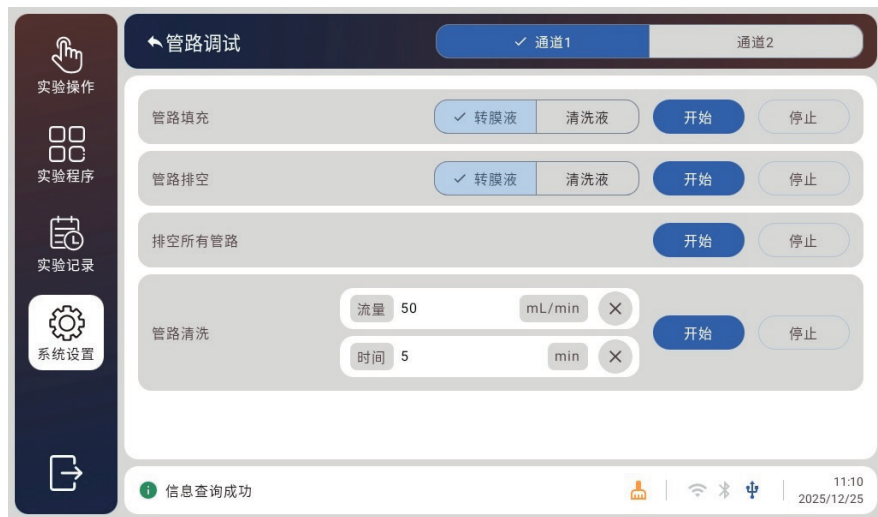 实验操作
实验程序
实验记录
系统设置
管路调试
通道1 通道2
管路填充 转膜液 清洗液 开始 停止
管路排空 转膜液 清洗液 开始 停止
排空所有管路 开始 停止
管路清洗
流量 50 mL/min
时间 5 min
开始 停止
信息查询成功
11:10
2025/12/25